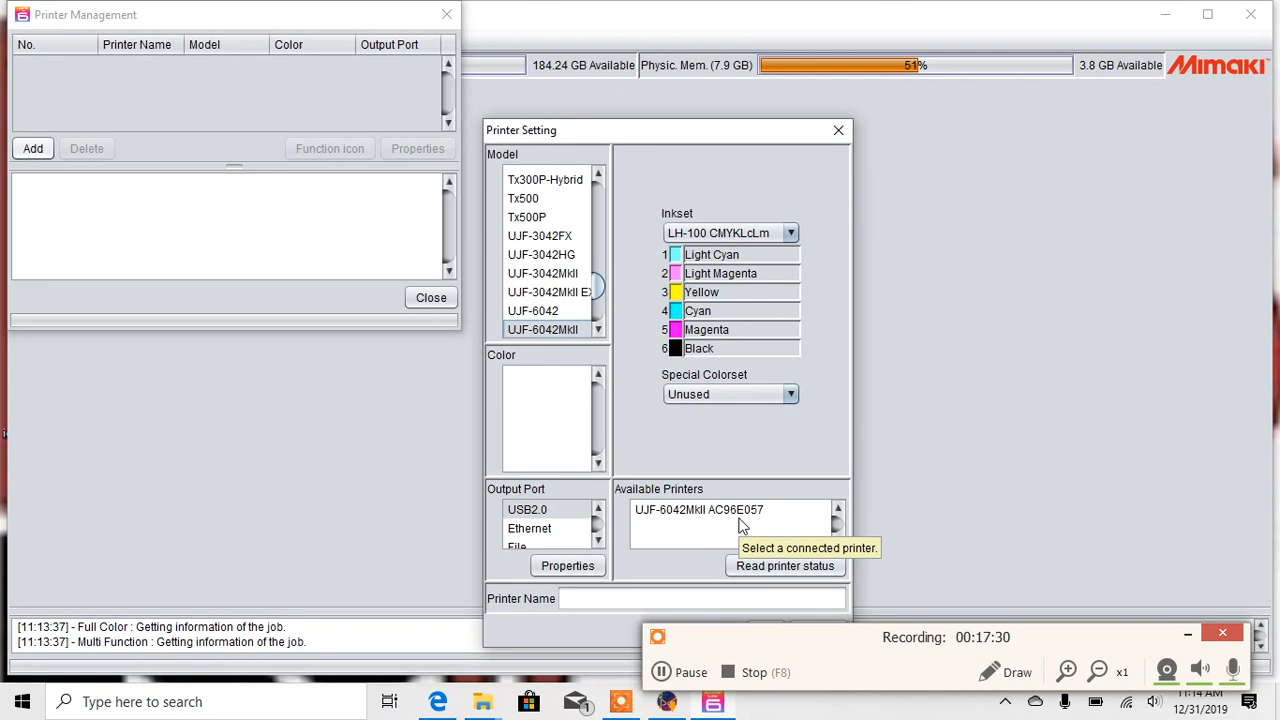 Printer Management
No. Printer Name Model Color Output Port
184.24 GB Available Physic. Mem. (7.9 GB) 51% 3.8 GB Available Mimaki
Add Delete Function icon Properties
Close
Printer Setting
Model
Tx300P-Hybrid
Tx500
Tx500P
UJF-3042FX
UJF-3042HG
UJF-3042MkII
UJF-3042MkII EX
UJF-6042
UJF-6042MkII
Inkset
LH-100 CMYKLcLm
1 Light Cyan
2 Light Magenta
3 Yellow
4 Cyan
5 Magenta
6 Black
Special Colorset
Unused
Color
Output Port
USB2.0
Ethernet
File
Properties
Available Printers
UJF-6042MkII AC96E057
Select a connected printer.
Read printer status
Printer Name
[11:13:37] - Full Color : Getting information of the job.
[11:13:37] - Multi Function : Getting information of the job.
Recording: 00:17:30
Pause Stop (F8) Draw x1
Type here to search
1
11:14 AM
12/31/2019